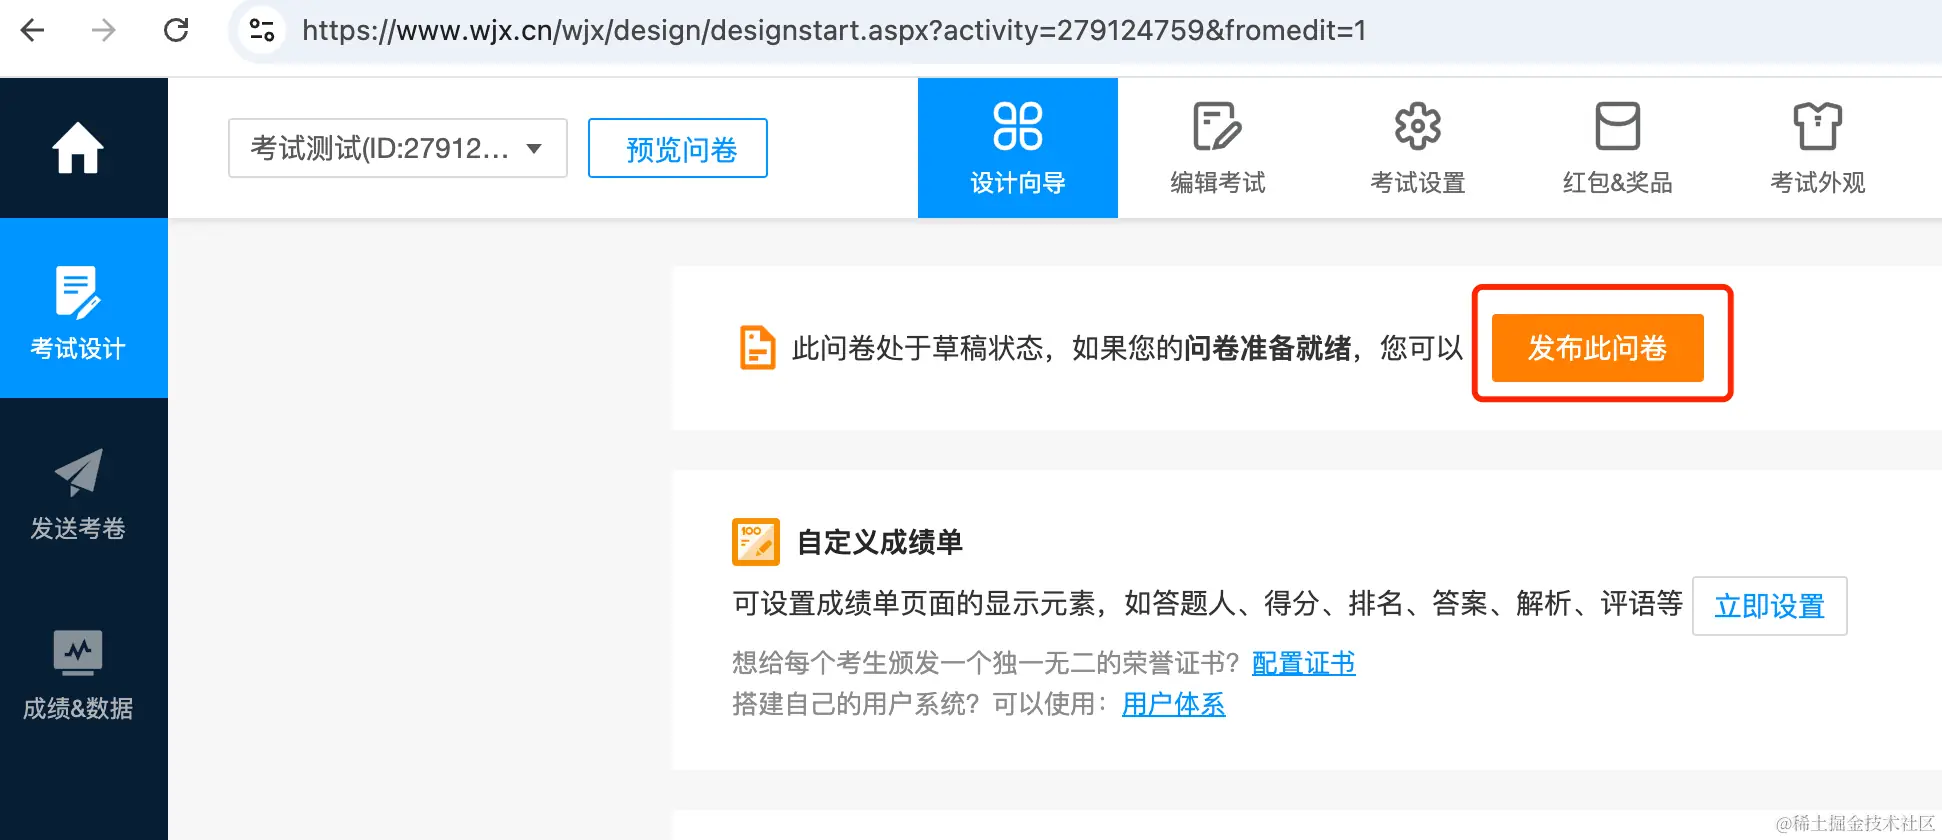 https://www.wjx.cn/wjx/design/designstart.aspx?activity=279124759&fromedit=1
考试测试(ID:27912...
预览问卷
设计向导
编辑考试
考试设置
红包&奖品
考试外观
考试设计
发送考卷
成绩&数据
此问卷处于草稿状态，如果您的问卷准备就绪，您可以 发布此问卷
100
自定义成绩单
可设置成绩单页面的显示元素，如答题人、得分、排名、答案、解析、评语等 立即设置
想给每个考生颁发一个独一无二的荣誉证书？ 配置证书
搭建自己的用户系统？可以使用： 用户体系
@稀土掘金技术社区